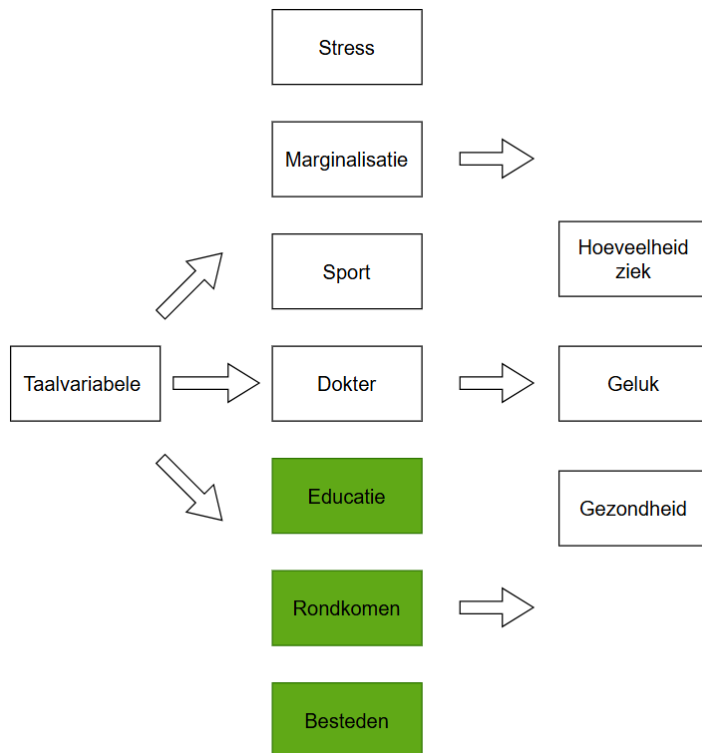 Stress
Marginalisatie
Sport
Hoeveelheid
ziek
Taalvariabele
Dokter
Geluk
Educatie
Gezondheid
Rondkomen
Besteden